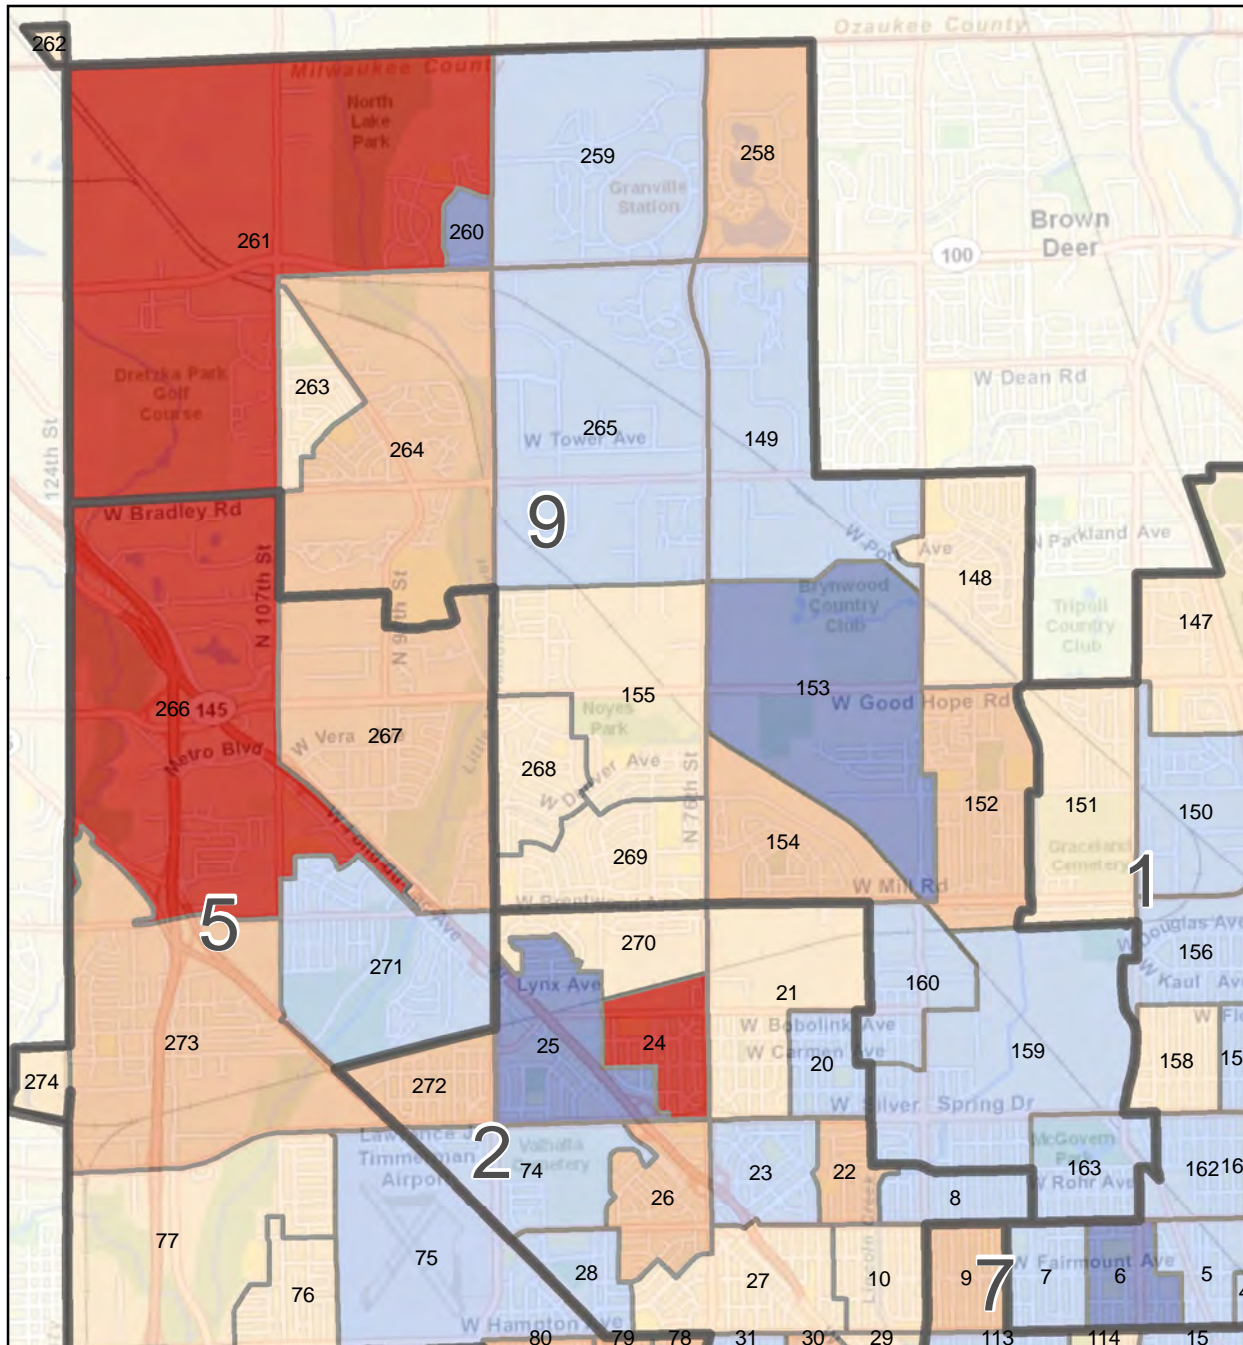 Ozaukee County
262
Milwaukee County
North
Lake
Park
259
258
Granville
Station
Brown
Deer
261
260
100
Dretzka Park
Golf
Course
263
W Dean Rd
124th St
264
W Tower Ave
265
149
W Bradley Rd
9
N Parkland Ave
Ave
N 107th St
148
Brynwood
Country
Club
Tripoli
Country
Club
147
155
153
W Good Hope Rd
266
145
W Vera
267
Noyes
Park
Metro Blvd
268
Ave
N 76th St
152
151
150
154
269
Graceland
Cemetery
W Mill Rd
1
W Brentwood Ave
5
W Fond du Lac Ave
W Douglas Ave
270
271
156
Lynx Ave
160
W Kaul Ave
21
W Bobolink Ave
25
24
W Carmen Ave
159
273
20
158
274
272
W Silver Spring Dr
Lawrence J
Timmerman
Airport
2
Valhalla
Cemetery
74
McGovern
Park
23
22
163
162
26
W Rohr Ave
8
77
75
W Fairmount Ave
28
27
10
9
7
7
6
5
76
W Hampton Ave
80
79
78
31
30
29
113
114
15